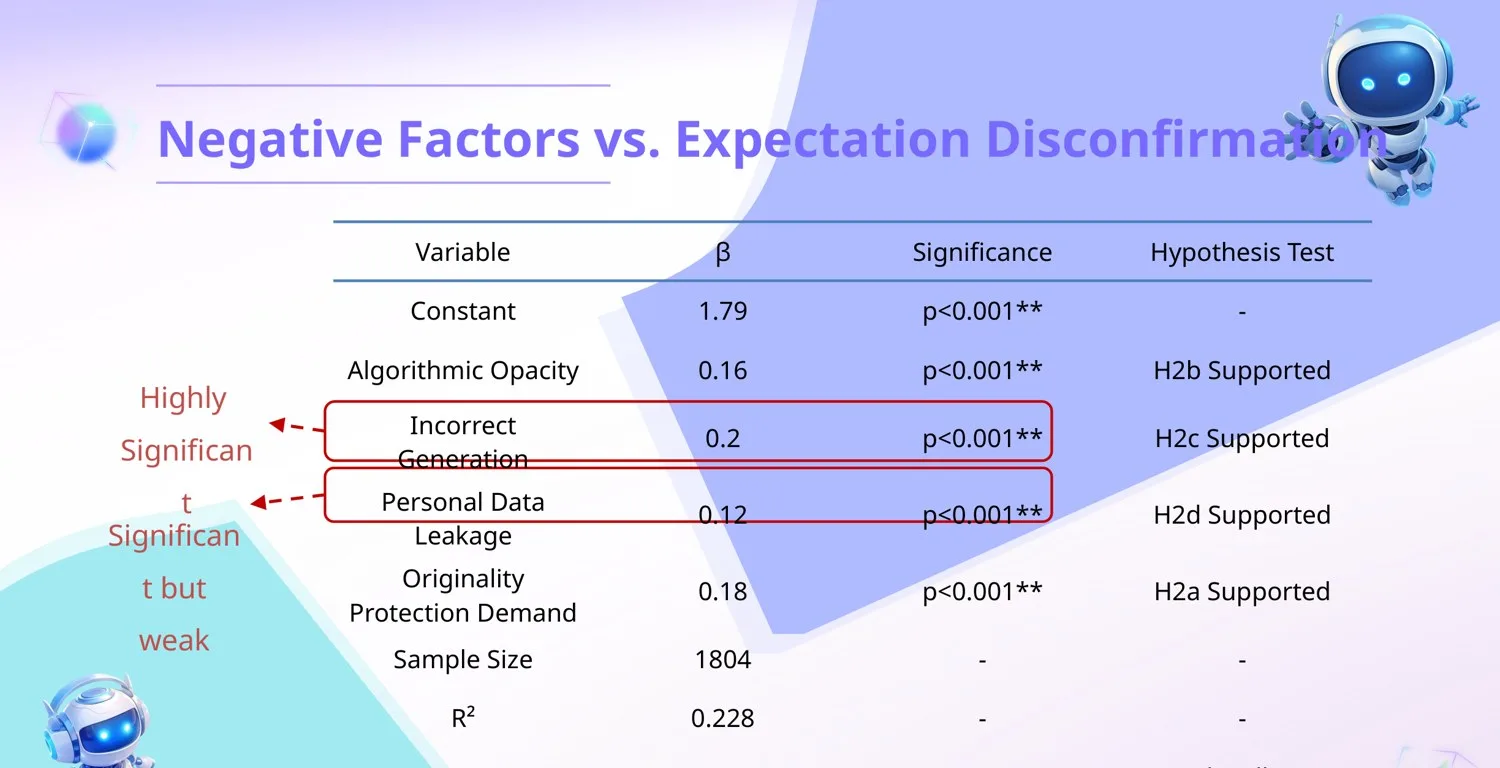 Negative Factors vs. Expectation Disconfirmation
Variable β Significance Hypothesis Test
Constant 1.79 p<0.001** -
Algorithmic Opacity 0.16 p<0.001** H2b Supported
Incorrect
Generation 0.2 p<0.001** H2c Supported
Personal Data
Leakage 0.12 p<0.001** H2d Supported
Originality
Protection Demand 0.18 p<0.001** H2a Supported
Sample Size 1804 - -
R² 0.228 - -
Highly
Significan
t
Significan
t but
weak